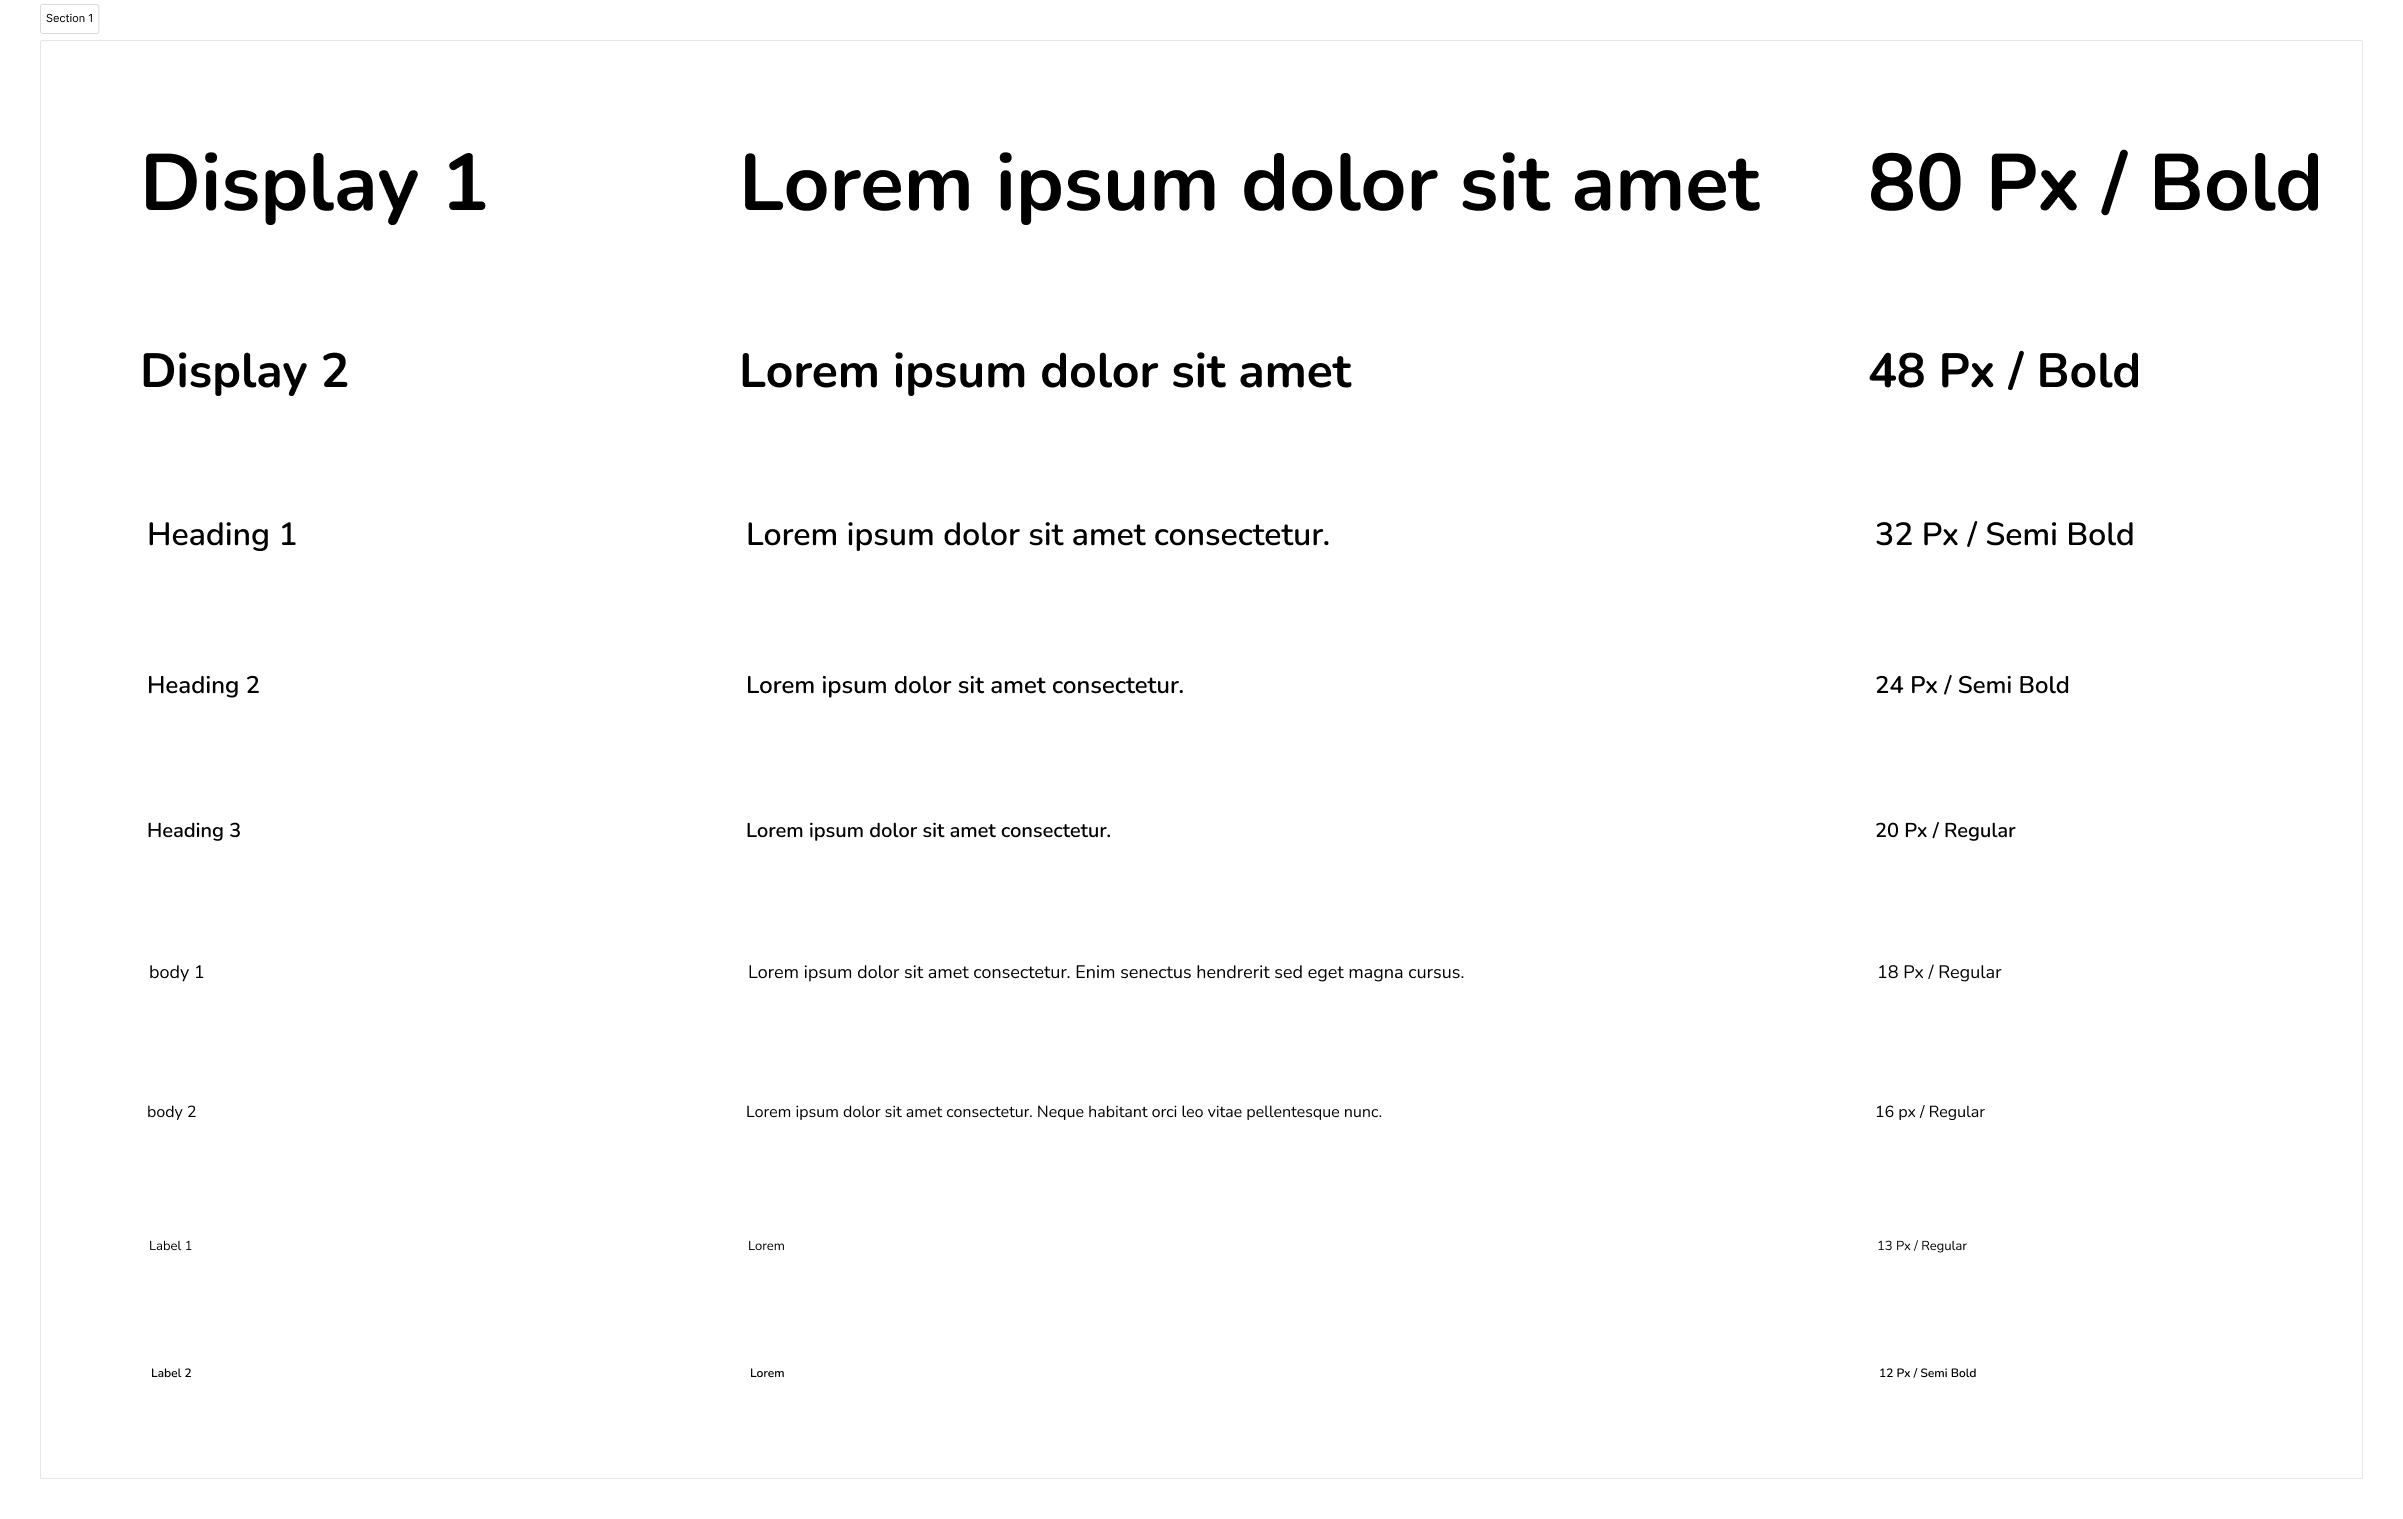 Section 1
Display 1 Lorem ipsum dolor sit amet 80 Px / Bold
Display 2 Lorem ipsum dolor sit amet 48 Px / Bold
Heading 1 Lorem ipsum dolor sit amet consectetur. 32 Px / Semi Bold
Heading 2 Lorem ipsum dolor sit amet consectetur. 24 Px / Semi Bold
Heading 3 Lorem ipsum dolor sit amet consectetur. 20 Px / Regular
body 1 Lorem ipsum dolor sit amet consectetur. Enim senectus hendrerit sed eget magna cursus. 18 Px / Regular
body 2 Lorem ipsum dolor sit amet consectetur. Neque habitant orci leo vitae pellentesque nunc. 16 px / Regular
Label 1 Lorem 13 Px / Regular
Label 2 Lorem 12 Px / Semi Bold